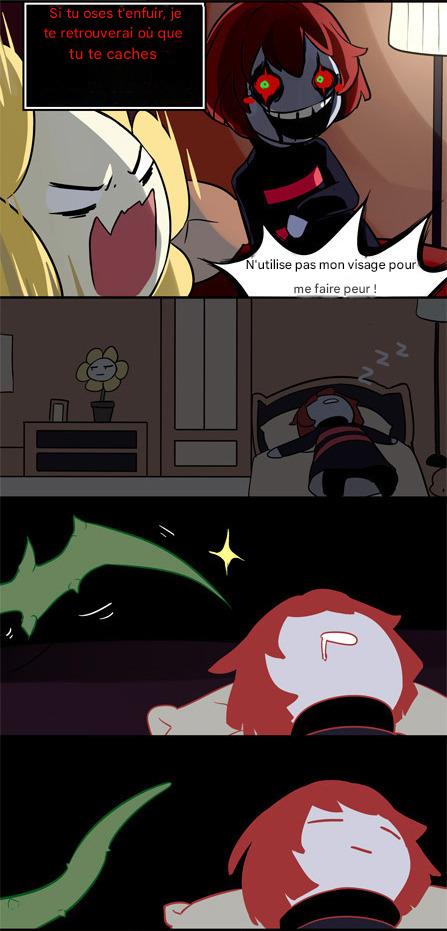 Si tu oses t'enfuir, je
te retrouverai où que
tu te caches
N'utilise pas mon visage pour
me faire peur !
z z z